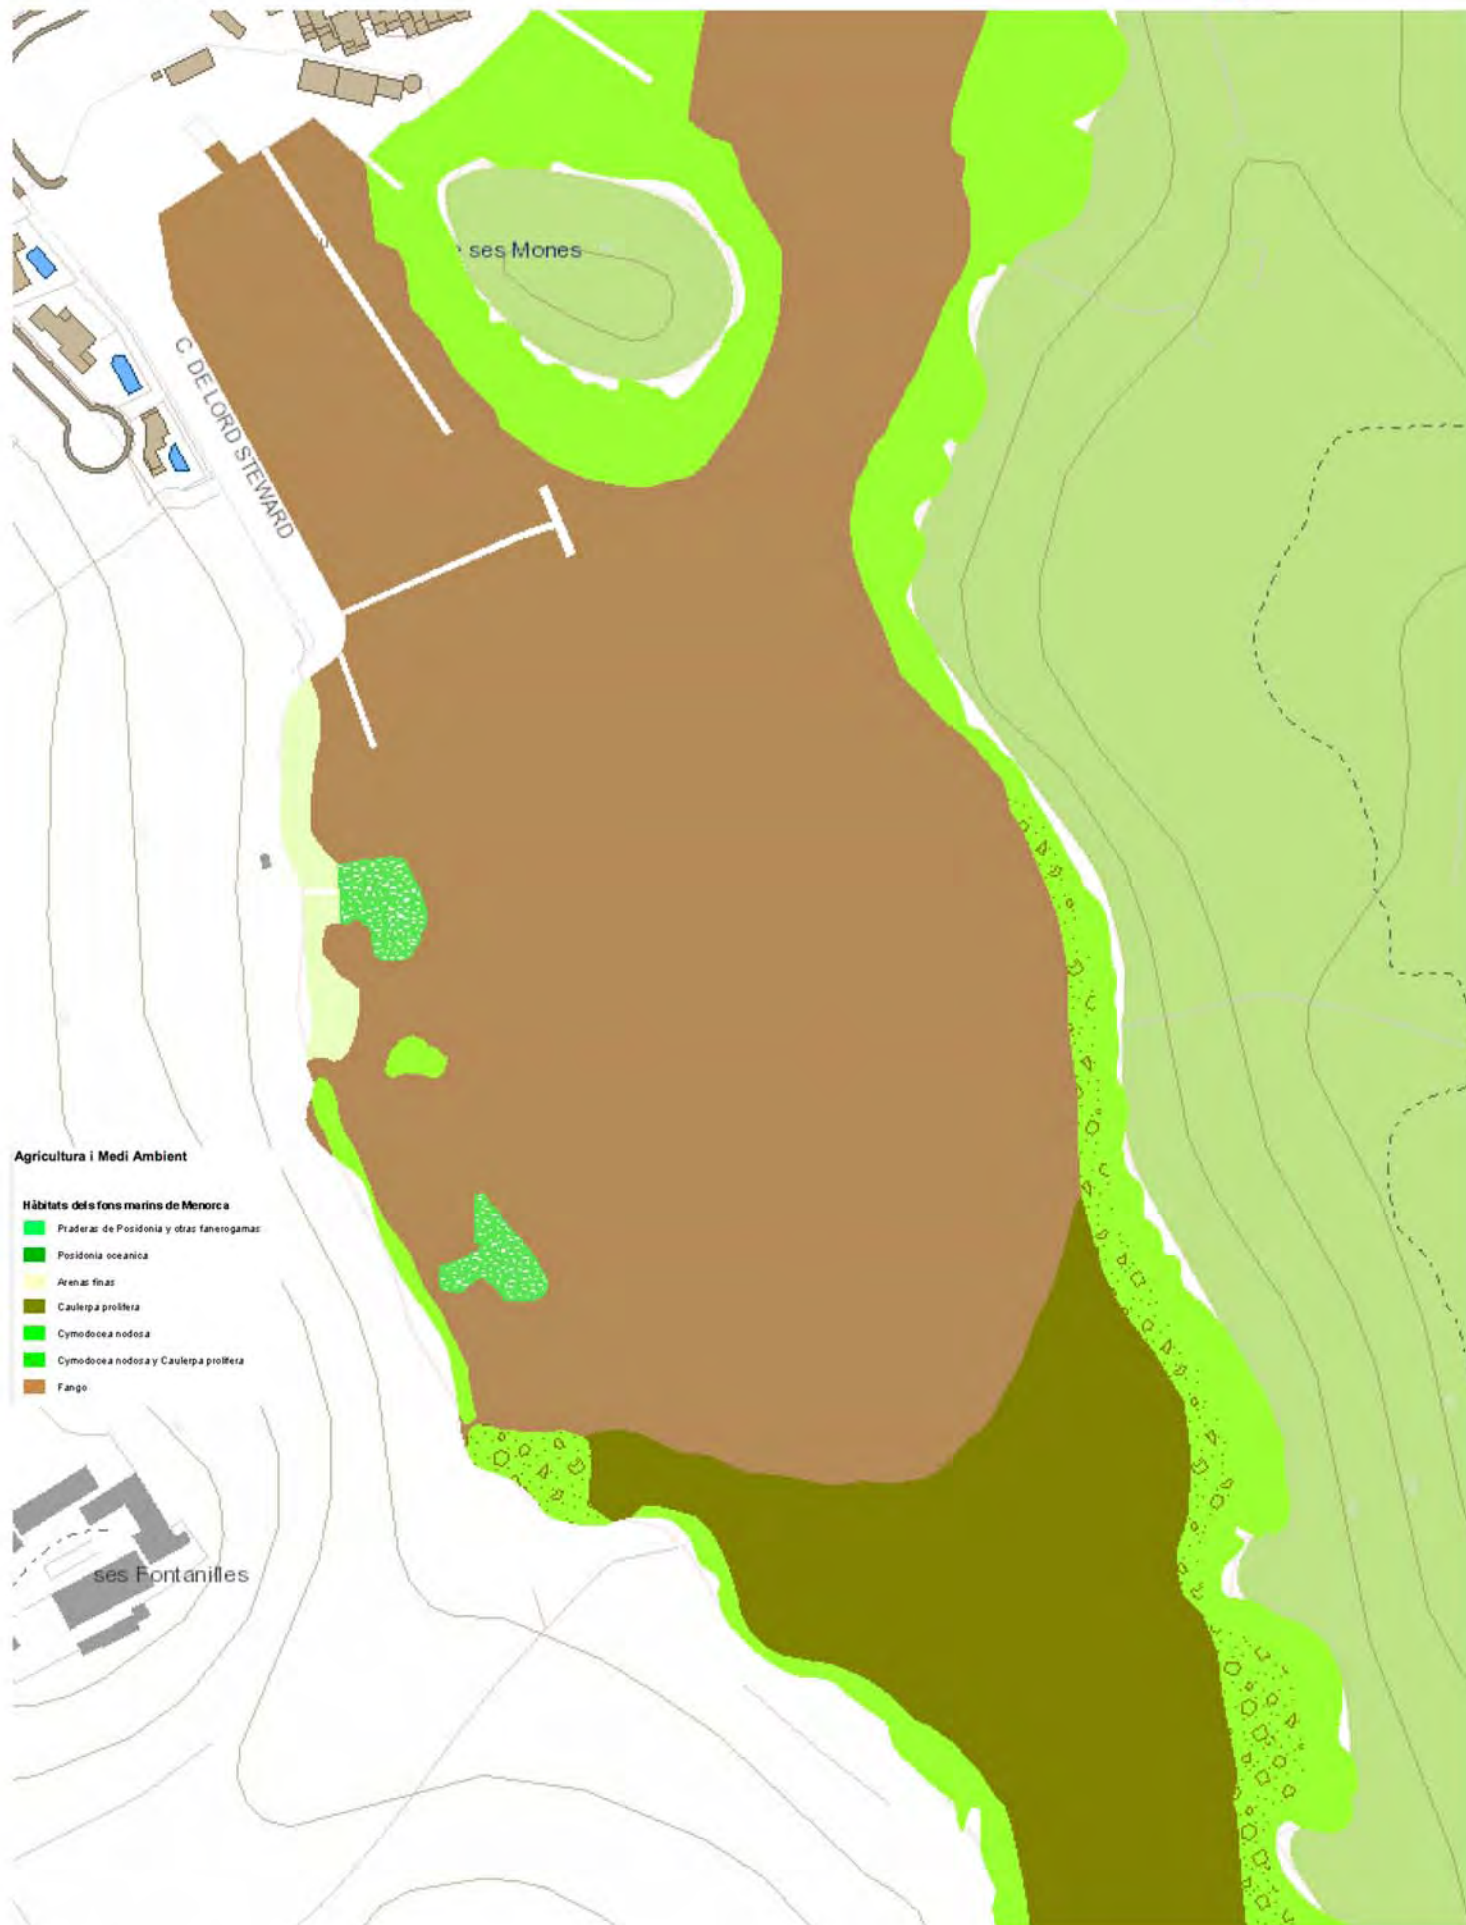 ses Mones
C DE LORD STEWARD
Agricultura i Medi Ambient
Hàbitats dels fons marins de Menorca
Praderas de Posidonia y otras fanerogamas
Posidonia oceanica
Arenas finas
Caulerpa prolifera
Cymodocea nodosa
Cymodocea nodosa y Caulerpa prolifera
Fango
ses Fontanilles